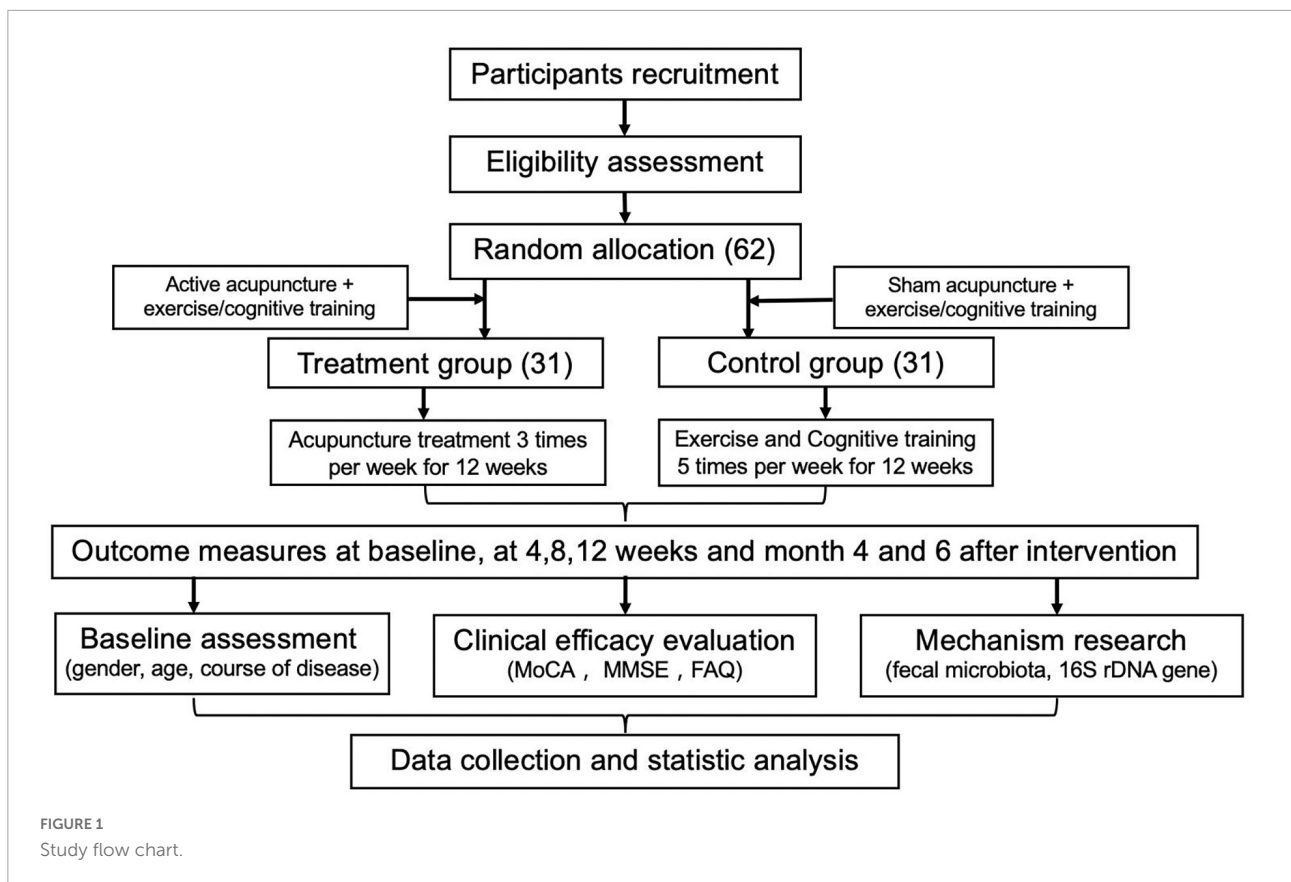 Participants recruitment
Eligibility assessment
Random allocation (62)
Active acupuncture +
exercise/cognitive training
Sham acupuncture +
exercise/cognitive training
Treatment group (31)
Control group (31)
Acupuncture treatment 3 times
per week for 12 weeks
Exercise and Cognitive training
5 times per week for 12 weeks
Outcome measures at baseline, at 4,8,12 weeks and month 4 and 6 after intervention
Baseline assessment
(gender, age, course of disease)
Clinical efficacy evaluation
(MoCA , MMSE , FAQ)
Mechanism research
(fecal microbiota, 16S rDNA gene)
Data collection and statistic analysis
FIGURE 1
Study flow chart.